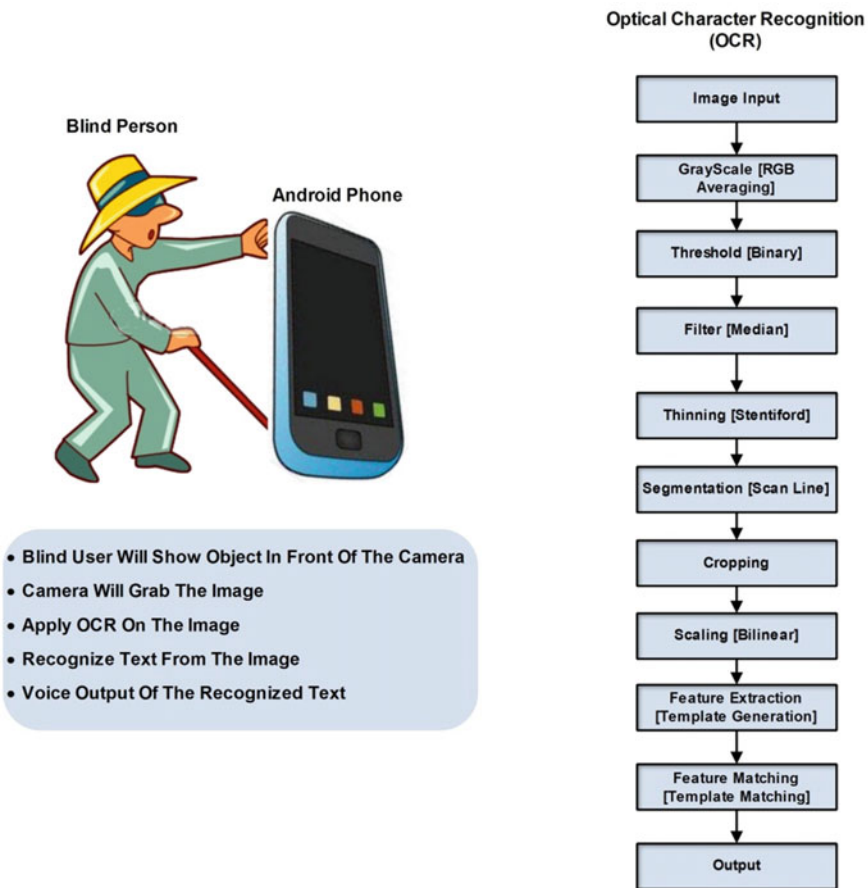 Blind Person
Android Phone
• Blind User Will Show Object In Front Of The Camera
• Camera Will Grab The Image
• Apply OCR On The Image
• Recognize Text From The Image
• Voice Output Of The Recognized Text
Optical Character Recognition
(OCR)
Image Input
GrayScale [RGB
Averaging]
Threshold [Binary]
Filter [Median]
Thinning [Stentiford]
Segmentation [Scan Line]
Cropping
Scaling [Bilinear]
Feature Extraction
[Template Generation]
Feature Matching
[Template Matching]
Output